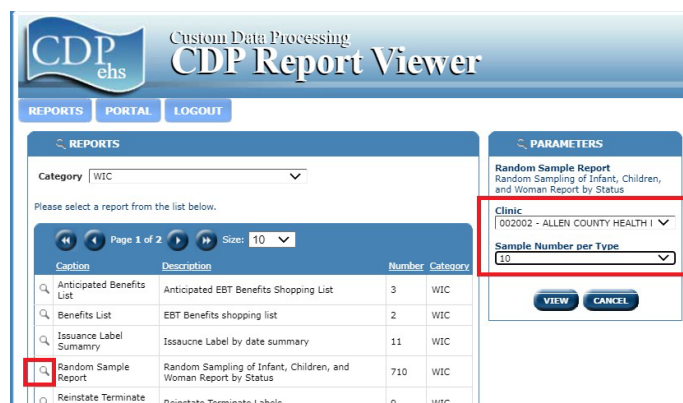 CDP
ehs
Custom Data Processing
CDP Report Viewer
REPORTS PORTAL LOGOUT
REPORTS
Category WIC
Please select a report from the list below.
Page 1 of 2 Size: 10
Caption Description Number Category
Anticipated Benefits
List
Anticipated EBT Benefits Shopping List 3 WIC
Benefits List EBT Benefits shopping list 2 WIC
Issuance Label
Sumamry
Issaucne Label by date summary 11 WIC
Random Sample
Report
Random Sampling of Infant, Children, and
Woman Report by Status
710 WIC
Reinstate Terminate
Reinstate Terminate Labels 9 WIC
PARAMETERS
Random Sample Report
Random Sampling of Infant, Children,
and Woman Report by Status
Clinic
002002 - ALLEN COUNTY HEALTH
Sample Number per Type
10
VIEW CANCEL